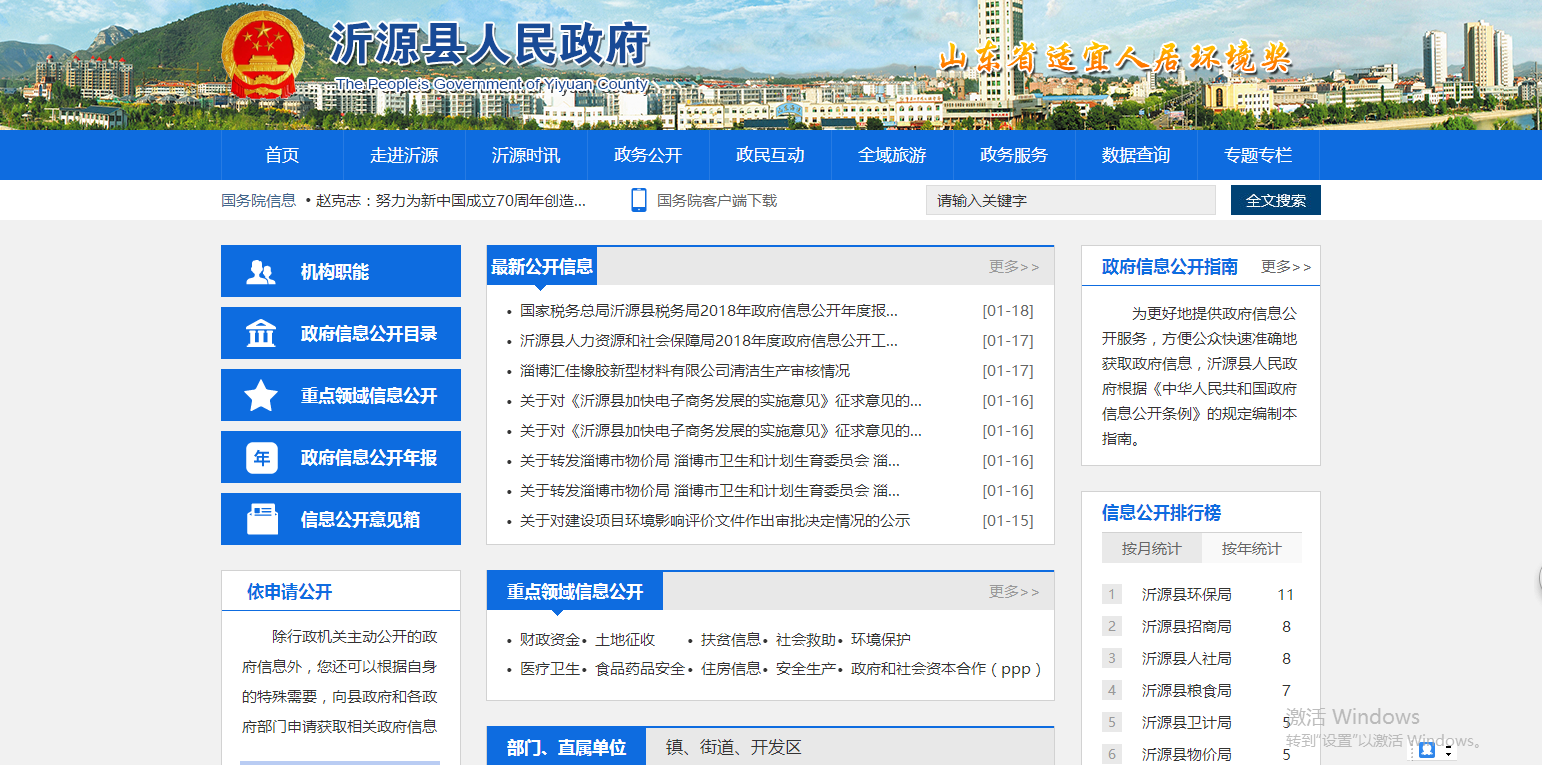 沂源县人民政府
The People's Government of Yiyuan County
山东省适宜人居环境奖
首页 走进沂源 沂源时讯 政务公开 政民互动 全域旅游 政务服务 数据查询 专题专栏
国务院信息 • 赵克志：努力为新中国成立70周年创造... 国务院客户端下载 请输入关键字 全文搜索
机构职能
政府信息公开目录
重点领域信息公开
年 政府信息公开年报
信息公开意见箱
依申请公开
除行政机关主动公开的政
府信息外，您还可以根据自身
的特殊需要，向县政府和各政
府部门申请获取相关政府信息
最新公开信息 更多>>
• 国家税务总局沂源县税务局2018年政府信息公开年度报... [01-18]
• 沂源县人力资源和社会保障局2018年度政府信息公开工... [01-17]
• 淄博汇佳橡胶新型材料有限公司清洁生产审核情况 [01-17]
• 关于对《沂源县加快电子商务发展的实施意见》征求意见的... [01-16]
• 关于对《沂源县加快电子商务发展的实施意见》征求意见的... [01-16]
• 关于转发淄博市物价局 淄博市卫生和计划生育委员会 淄... [01-16]
• 关于转发淄博市物价局 淄博市卫生和计划生育委员会 淄... [01-16]
• 关于对建设项目环境影响评价文件作出审批决定情况的公示 [01-15]
重点领域信息公开 更多>>
• 财政资金• 土地征收 • 扶贫信息• 社会救助• 环境保护
• 医疗卫生• 食品药品安全• 住房信息• 安全生产• 政府和社会资本合作（ppp）
部门、直属单位 镇、街道、开发区
政府信息公开指南 更多>>
为更好地提供政府信息公
开服务，方便公众快速准确地
获取政府信息，沂源县人民政
府根据《中华人民共和国政府
信息公开条例》的规定编制本
指南。
信息公开排行榜
按月统计 按年统计
1 沂源县环保局 11
2 沂源县招商局 8
3 沂源县人社局 8
4 沂源县粮食局 7
5 沂源县卫计局 5
6 沂源县物价局 5
激活 Windows
转到“设置”以激活 Windows。